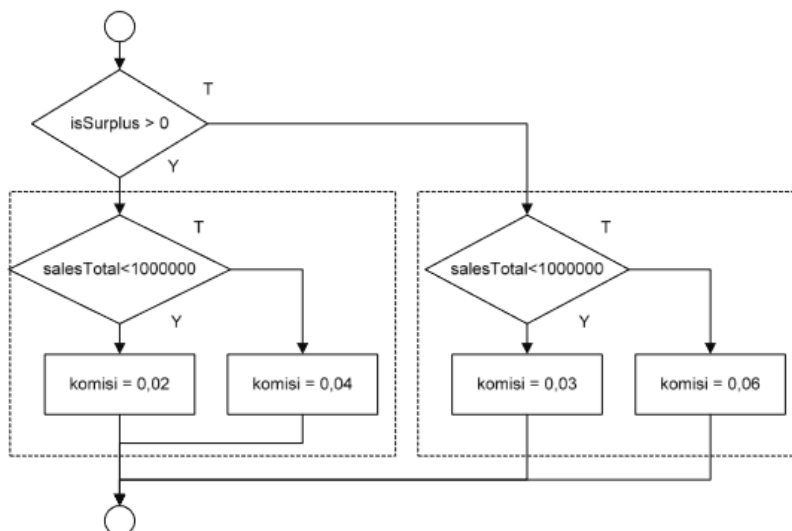 T
isSurplus > 0
Y
T
salesTotal<1000000
Y
komisi = 0,02
komisi = 0,04
T
salesTotal<1000000
Y
komisi = 0,03
komisi = 0,06